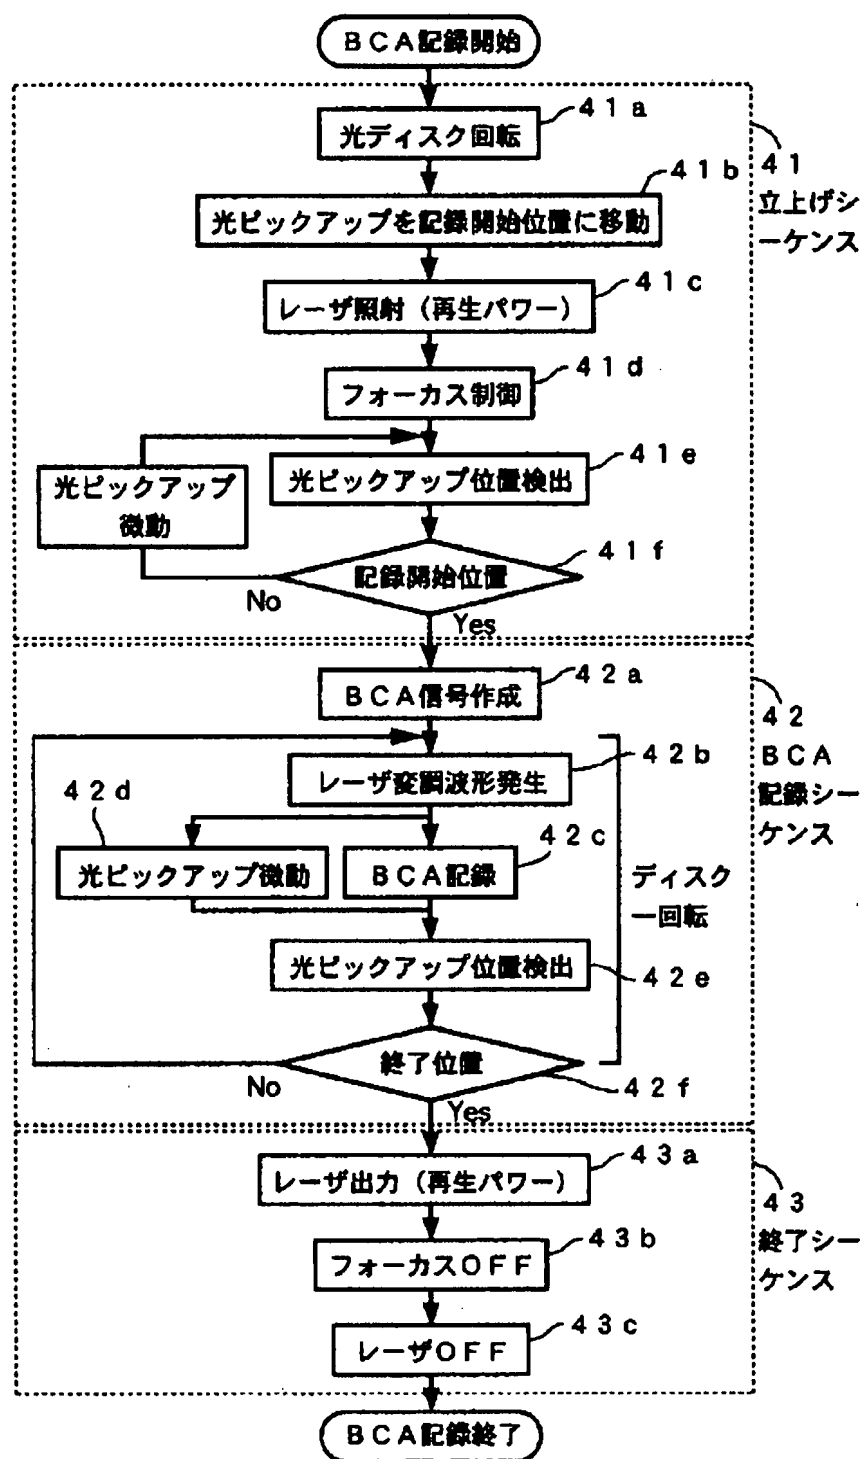 BCA記録開始
41a
光ディスク回転
41b
光ピックアップを記録開始位置に移動
41
立上げシ
ーケンス
41c
レーザ照射（再生パワー）
41d
フォーカス制御
41e
光ピックアップ位置検出
光ピックアップ
微動
41f
記録開始位置
No
Yes
42a
BCA信号作成
42
BCA
記録シー
ケンス
42b
レーザ変調波形発生
42d
光ピックアップ微動
42c
BCA記録
ディスク
一回転
光ピックアップ位置検出
42e
終了位置
42f
No
Yes
43a
レーザ出力（再生パワー）
43
終了シー
ケンス
43b
フォーカスOFF
43c
レーザOFF
BCA記録終了